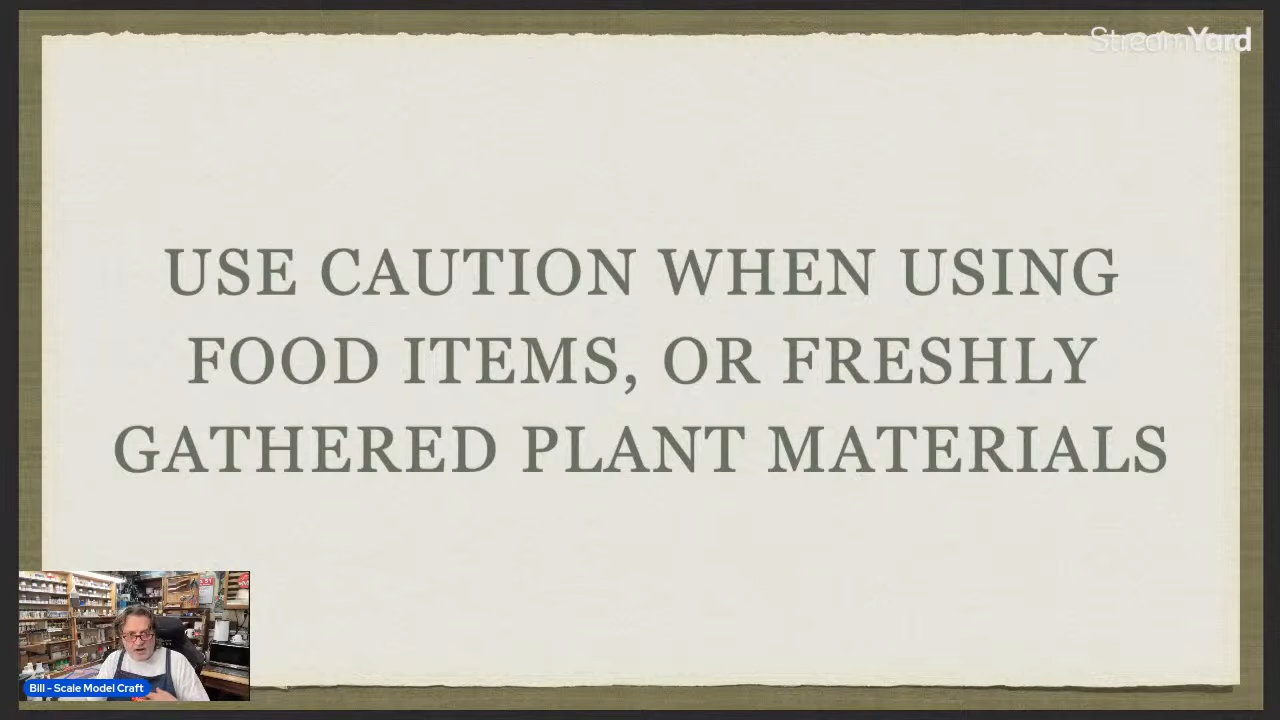 StreamYard
USE CAUTION WHEN USING
FOOD ITEMS, OR FRESHLY
GATHERED PLANT MATERIALS
Bill - Scale Model Craft